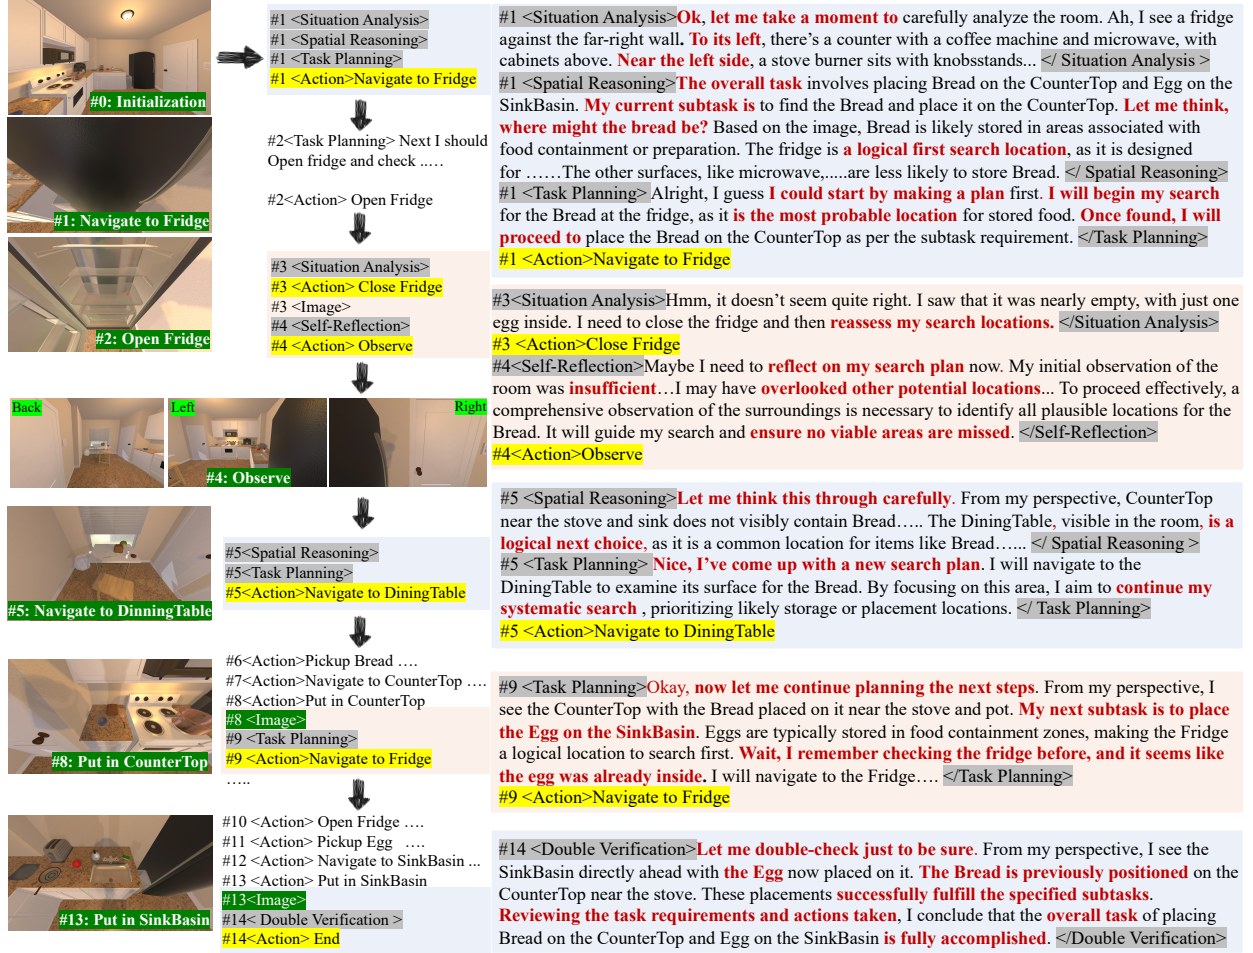 #0: Initialization
#1: Navigate to Fridge
#2: Open Fridge
Back
Left
Right
#4: Observe
#5: Navigate to DinningTable
#8: Put in CounterTop
#13: Put in SinkBasin
#1 <Situation Analysis>
#1 <Spatial Reasoning>
#1 <Task Planning>
#1 <Action>Navigate to Fridge
#2<Task Planning> Next I should
Open fridge and check ..…
#2<Action> Open Fridge
#3 <Situation Analysis>
#3 <Action> Close Fridge
#3 <Image>
#4 <Self-Reflection>
#4 <Action> Observe
#5<Spatial Reasoning>
#5<Task Planning>
#5<Action>Navigate to DiningTable
#6<Action>Pickup Bread ….
#7<Action>Navigate to CounterTop ….
#8<Action>Put in CounterTop
#8 <Image>
#9 <Task Planning>
#9 <Action>Navigate to Fridge
…..
#10 <Action> Open Fridge ….
#11 <Action> Pickup Egg ….
#12 <Action> Navigate to SinkBasin ...
#13 <Action> Put in SinkBasin
#13<Image>
#14< Double Verification >
#14<Action> End
#1 <Situation Analysis>Ok, let me take a moment to carefully analyze the room. Ah, I see a fridge
against the far-right wall. To its left, there's a counter with a coffee machine and microwave, with
cabinets above. Near the left side, a stove burner sits with knobsstands... </ Situation Analysis >
#1 <Spatial Reasoning>The overall task involves placing Bread on the CounterTop and Egg on the
SinkBasin. My current subtask is to find the Bread and place it on the CounterTop. Let me think,
where might the bread be? Based on the image, Bread is likely stored in areas associated with
food containment or preparation. The fridge is a logical first search location, as it is designed
for ……The other surfaces, like microwave,.....are less likely to store Bread. </ Spatial Reasoning>
#1 <Task Planning> Alright, I guess I could start by making a plan first. I will begin my search
for the Bread at the fridge, as it is the most probable location for stored food. Once found, I will
proceed to place the Bread on the CounterTop as per the subtask requirement. </Task Planning>
#1 <Action>Navigate to Fridge
#3<Situation Analysis>Hmm, it doesn't seem quite right. I saw that it was nearly empty, with just one
egg inside. I need to close the fridge and then reassess my search locations. </Situation Analysis>
#3 <Action>Close Fridge
#4<Self-Reflection>Maybe I need to reflect on my search plan now. My initial observation of the
room was insufficient…I may have overlooked other potential locations... To proceed effectively, a
comprehensive observation of the surroundings is necessary to identify all plausible locations for the
Bread. It will guide my search and ensure no viable areas are missed. </Self-Reflection>
#4<Action>Observe
#5 <Spatial Reasoning>Let me think this through carefully. From my perspective, CounterTop
near the stove and sink does not visibly contain Bread….. The DiningTable, visible in the room, is a
logical next choice, as it is a common location for items like Bread…... </ Spatial Reasoning >
#5 <Task Planning> Nice, I've come up with a new search plan. I will navigate to the
DiningTable to examine its surface for the Bread. By focusing on this area, I aim to continue my
systematic search , prioritizing likely storage or placement locations. </ Task Planning>
#5 <Action>Navigate to DiningTable
#9 <Task Planning>Okay, now let me continue planning the next steps. From my perspective, I
see the CounterTop with the Bread placed on it near the stove and pot. My next subtask is to place
the Egg on the SinkBasin. Eggs are typically stored in food containment zones, making the Fridge
a logical location to search first. Wait, I remember checking the fridge before, and it seems like
the egg was already inside. I will navigate to the Fridge…. </Task Planning>
#9 <Action>Navigate to Fridge
#14 <Double Verification>Let me double-check just to be sure. From my perspective, I see the
SinkBasin directly ahead with the Egg now placed on it. The Bread is previously positioned on the
CounterTop near the stove. These placements successfully fulfill the specified subtasks.
Reviewing the task requirements and actions taken, I conclude that the overall task of placing
Bread on the CounterTop and Egg on the SinkBasin is fully accomplished. </Double Verification>